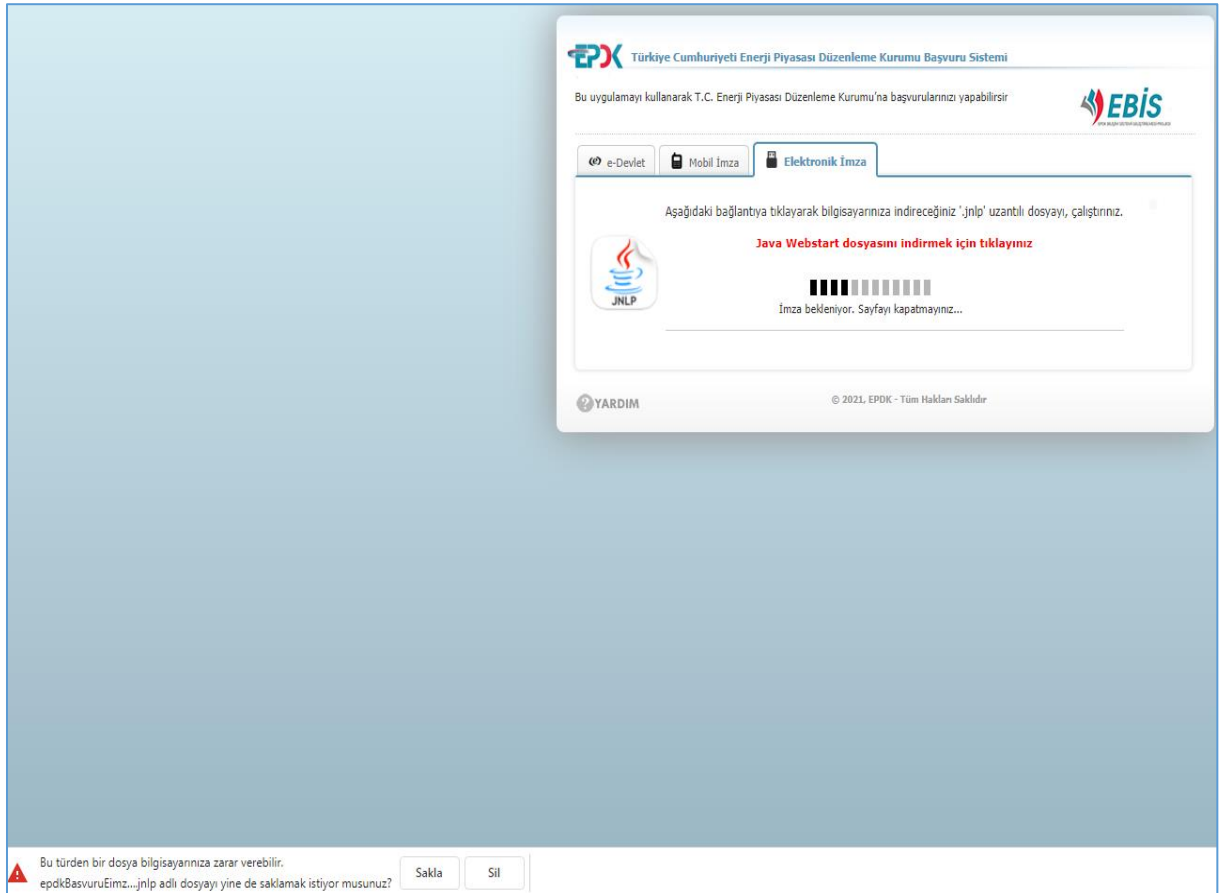 EPDK Türkiye Cumhuriyeti Enerji Piyasası Düzenleme Kurumu Başvuru Sistemi
Bu uygulamayı kullanarak T.C. Enerji Piyasası Düzenleme Kurumu'na başvurularınızı yapabilirsir
EBİS
e-Devlet Mobil İmza Elektronik İmza
Aşağıdaki bağlantıya tıklayarak bilgisayarınıza indireceğiniz '.jnlp' uzantılı dosyayı, çalıştırınız.
Java Webstart dosyasını indirmek için tıklayınız
JNLP
İmza bekleniyor. Sayfayı kapatmayınız...
YARDIM
© 2021, EPDK - Tüm Hakları Saklıdır
Bu türden bir dosya bilgisayarınıza zarar verebilir.
epdkBasvuruEimz....jnlp adlı dosyayı yine de saklamak istiyor musunuz?
Sakla Sil